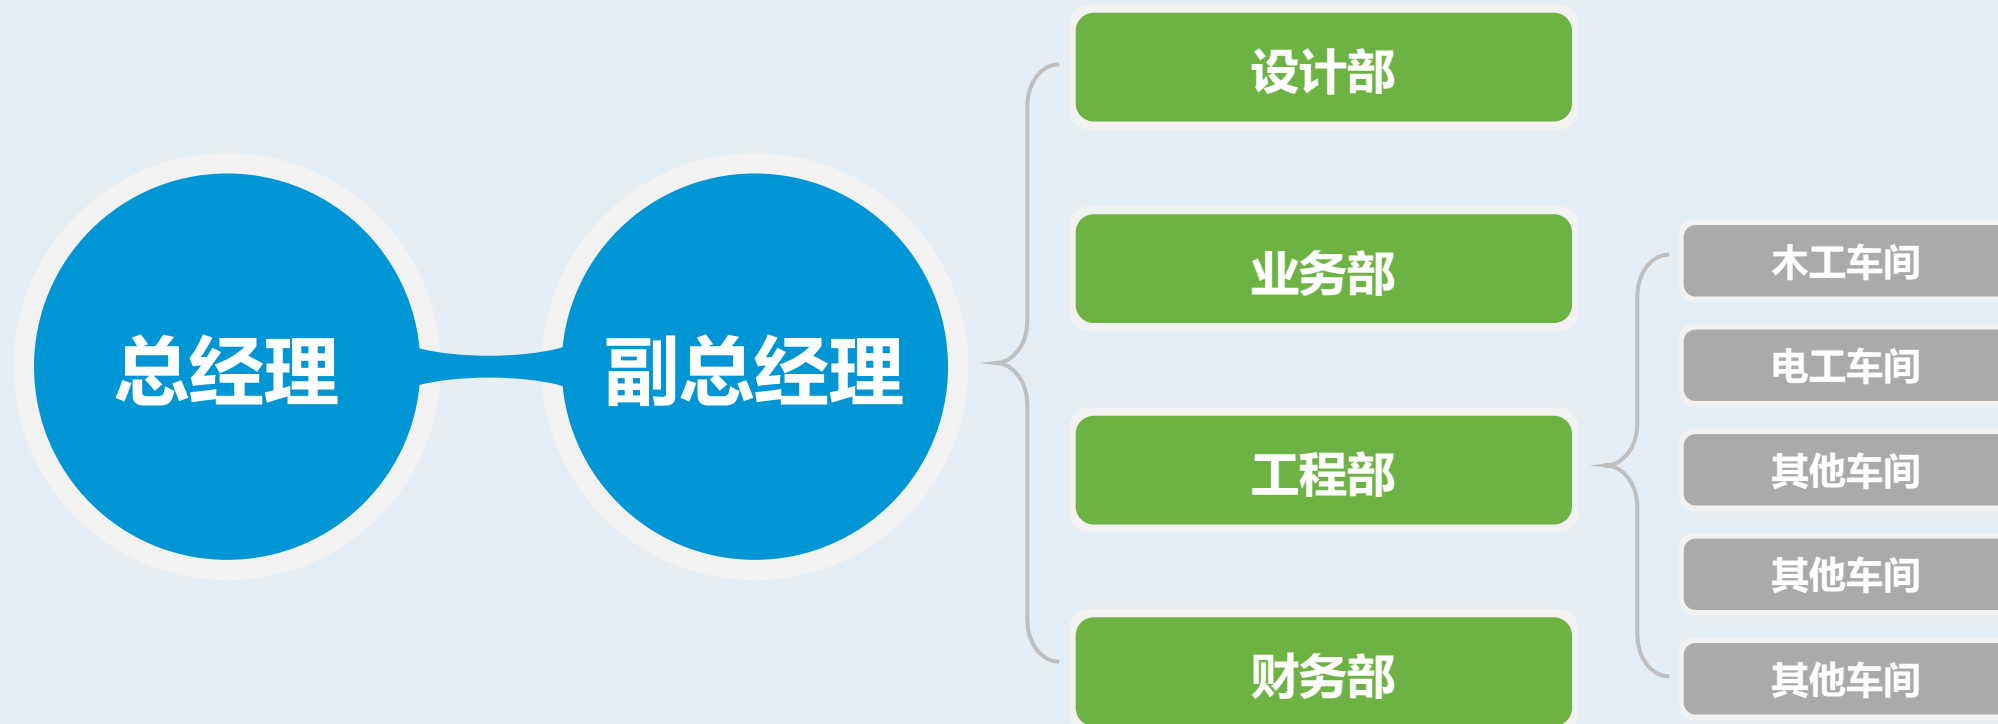 总经理
副总经理
设计部
业务部
工程部
财务部
木工车间
电工车间
其他车间
其他车间
其他车间